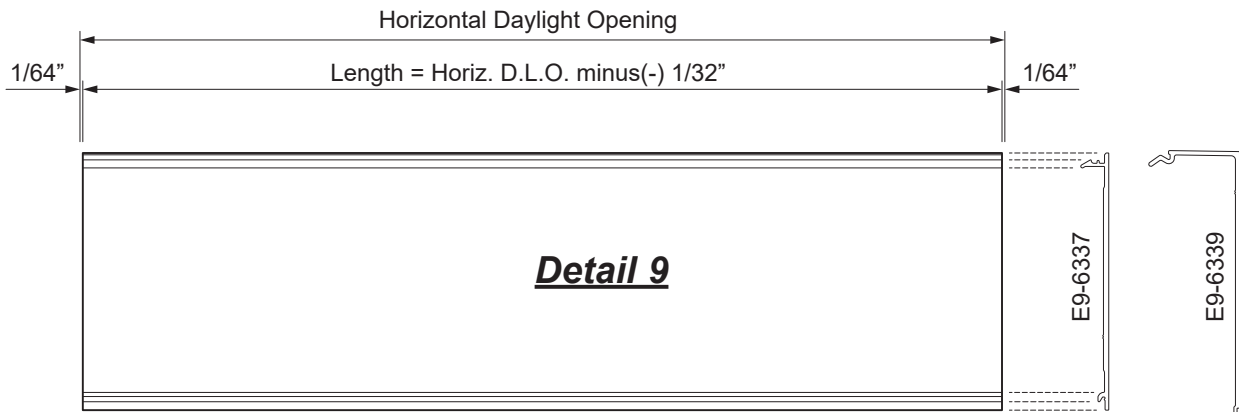 Horizontal Daylight Opening
1/64”
Length = Horiz. D.L.O. minus(-) 1/32”
1/64”
Detail 9
E9-6337
E9-6339